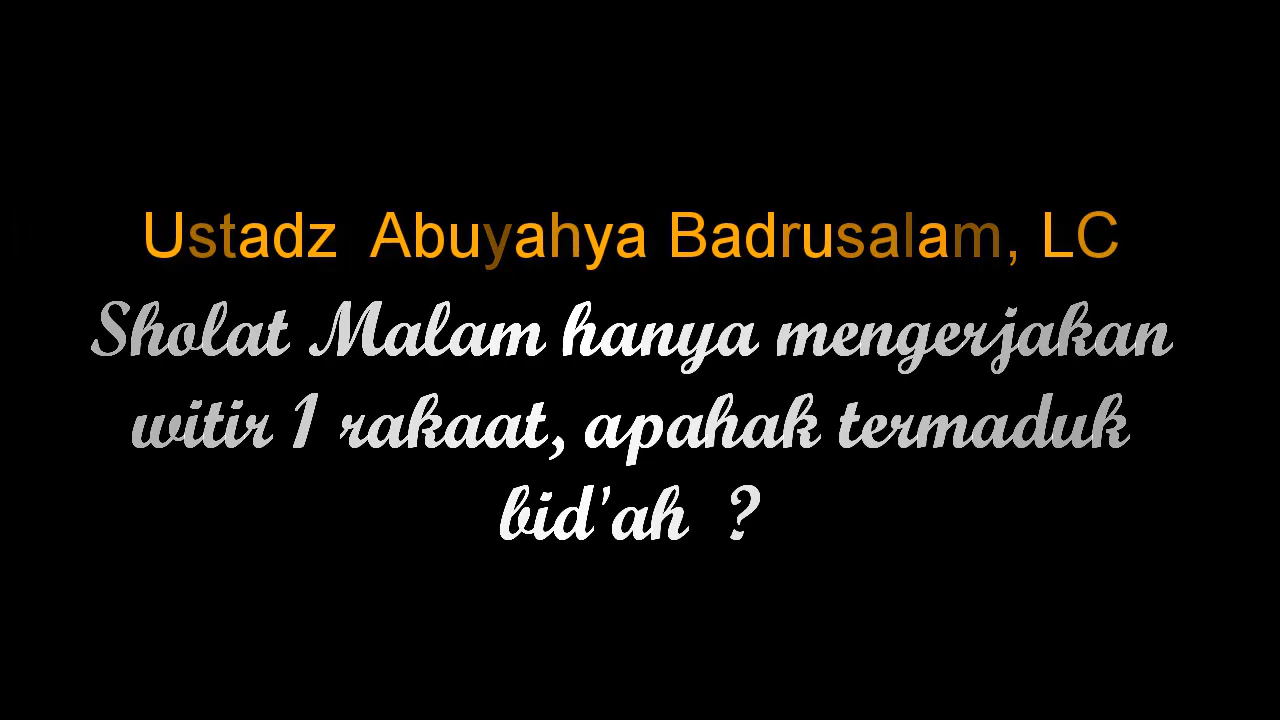 Ustadz Abuyahya Badrusalam, LC
Sholat Malam hanya mengerjakan
witir 1 rakaat, apahak termaduk
bid'ah ?